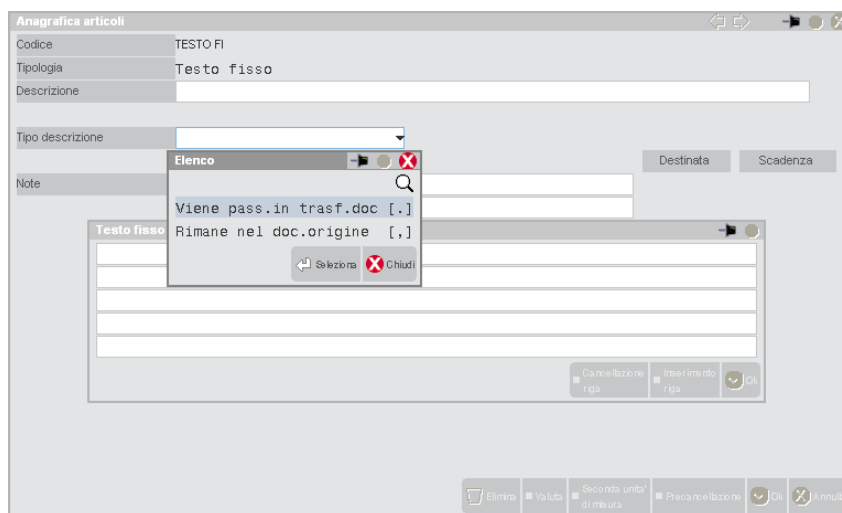 Anagrafica articoli
Codice TESTO FI
Tipologia Testo fisso
Descrizione
Tipo descrizione
Elenco
Destinata Scadenza
Note
Viene pass.in trasf.doc [.]
Testo fisso
Rimane nel doc.origine [,]
Seleziona Chiudi
Cancellazione riga
Inserimento riga
Ok
Elimina Valuta Seconda unita' di misura Precancellazione Ok Annull